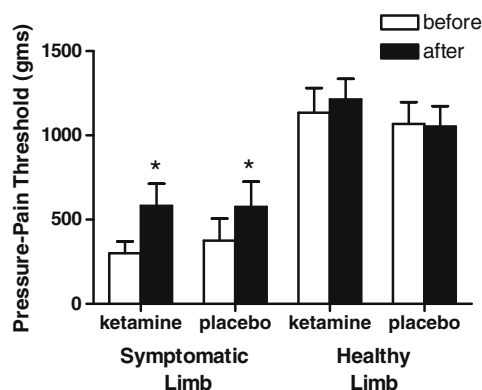 before
after
Pressure-Pain Threshold (gms)
1500
1000
500
0
* *
ketamine placebo ketamine placebo
Symptomatic Healthy
Limb Limb